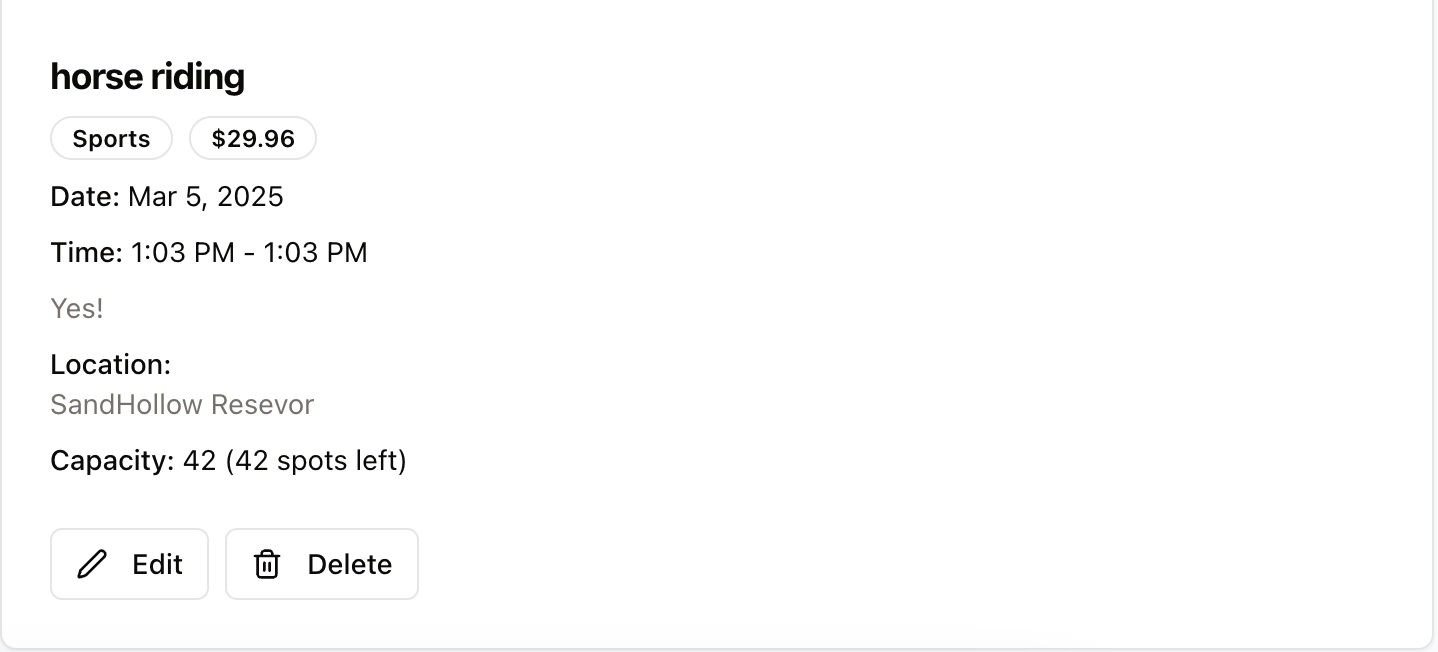 horse riding
Sports $29.96
Date: Mar 5, 2025
Time: 1:03 PM - 1:03 PM
Yes!
Location:
SandHollow Resevor
Capacity: 42 (42 spots left)
Edit Delete